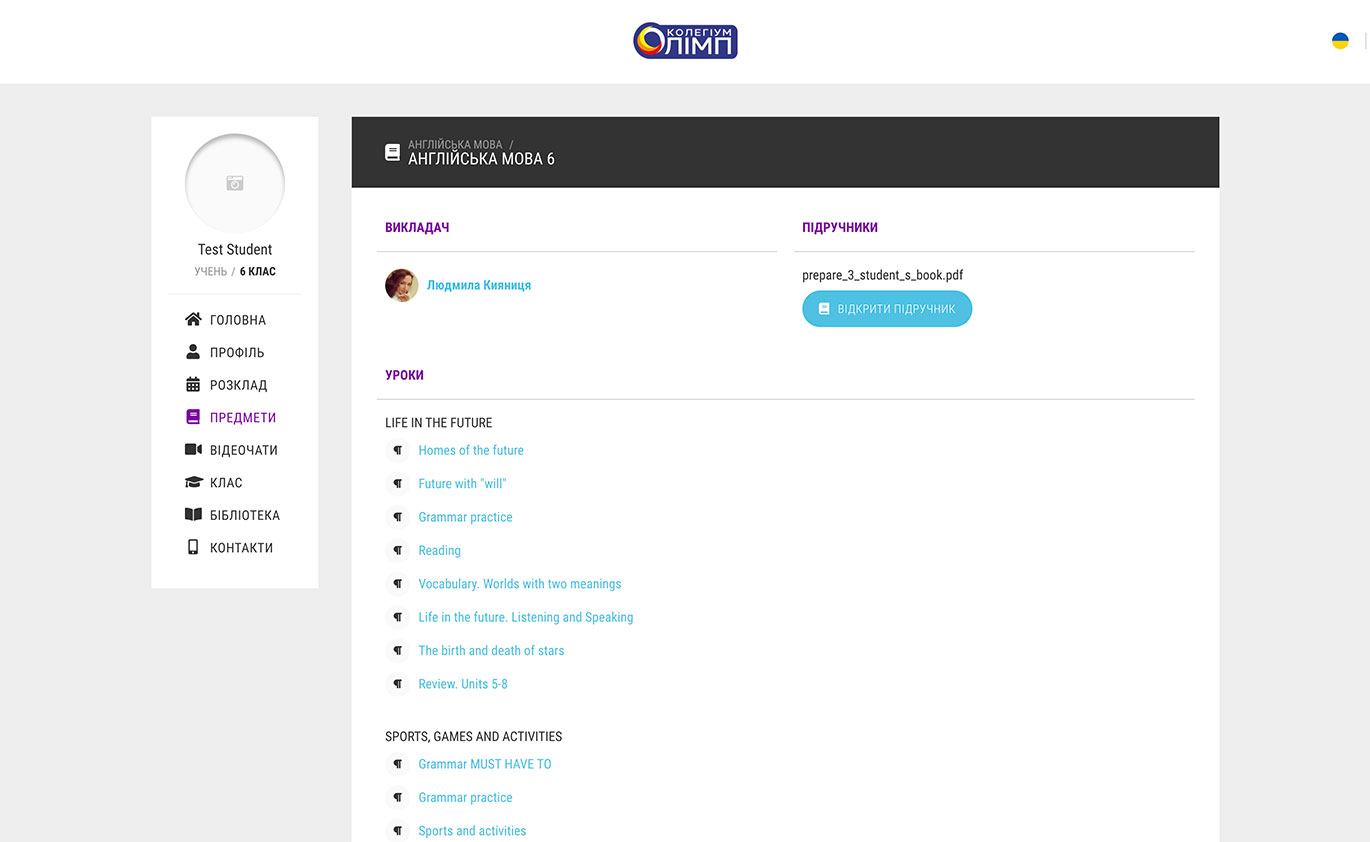 КОЛЕГІУМ
ОЛІМП
Test Student
УЧЕНЬ / 6 КЛАС
ГОЛОВНА
ПРОФІЛЬ
РОЗКЛАД
ПРЕДМЕТИ
ВІДЕОЧАТИ
КЛАС
БІБЛІОТЕКА
КОНТАКТИ
АНГЛІЙСЬКА МОВА /
АНГЛІЙСЬКА МОВА 6
ВИКЛАДАЧ
Людмила Кияниця
ПІДРУЧНИКИ
prepare_3_student_s_book.pdf
ВІДКРИТИ ПІДРУЧНИК
УРОКИ
LIFE IN THE FUTURE
Homes of the future
Future with "will"
Grammar practice
Reading
Vocabulary. Worlds with two meanings
Life in the future. Listening and Speaking
The birth and death of stars
Review. Units 5-8
SPORTS, GAMES AND ACTIVITIES
Grammar MUST HAVE TO
Grammar practice
Sports and activities